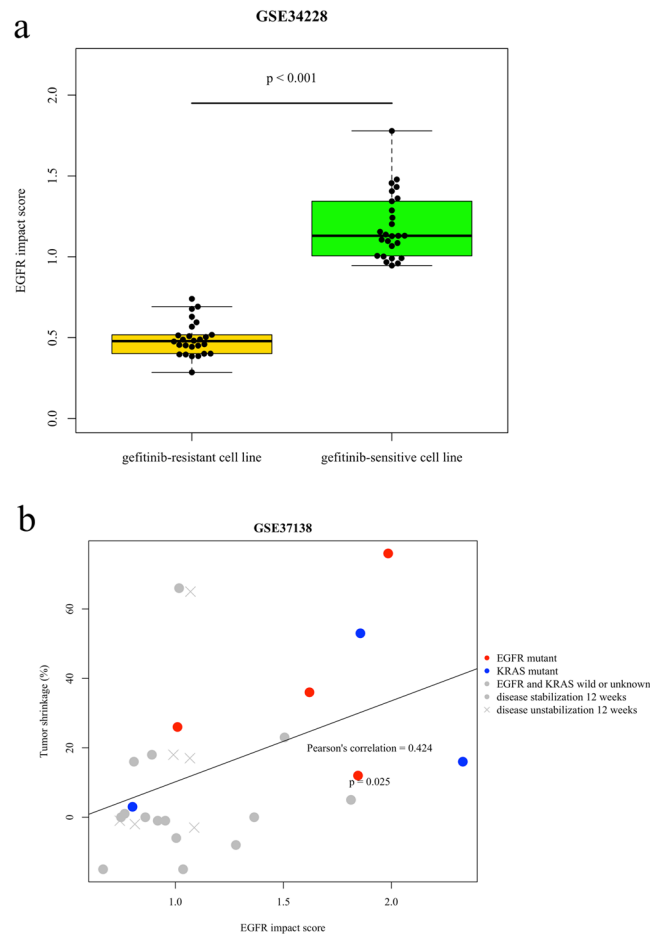 a
GSE34228
p < 0.001
EGFR impact score
2.0
1.5
1.0
0.5
0.0
gefitinib-resistant cell line
gefitinib-sensitive cell line
b
GSE37138
Tumor shrinkage (%)
60
40
20
0
Pearson's correlation = 0.424
p = 0.025
EGFR mutant
KRAS mutant
EGFR and KRAS wild or unknown
disease stabilization 12 weeks
disease unstabilization 12 weeks
1.0
1.5
2.0
EGFR impact score